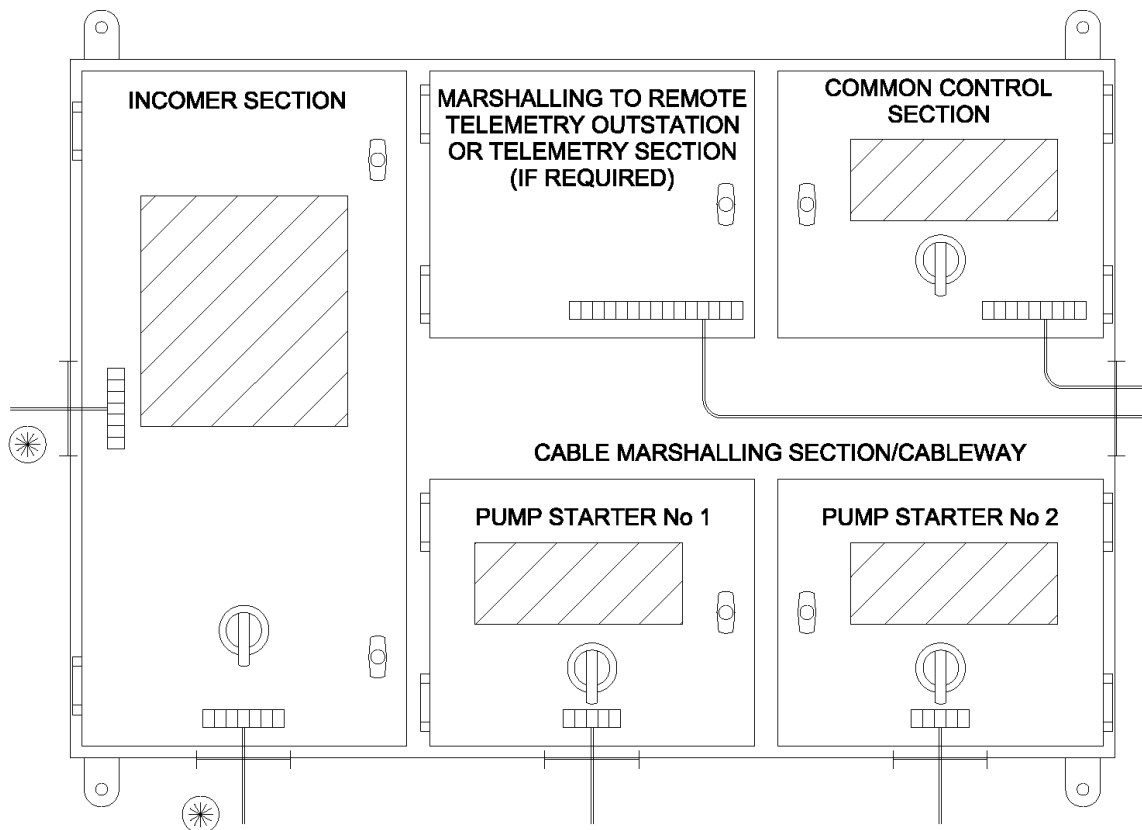 INCOMER SECTION
MARSHALLING TO REMOTE
TELEMETRY OUTSTATION
OR TELEMETRY SECTION
(IF REQUIRED)
COMMON CONTROL
SECTION
CABLE MARSHALLING SECTION/CABLEWAY
PUMP STARTER No 1
PUMP STARTER No 2